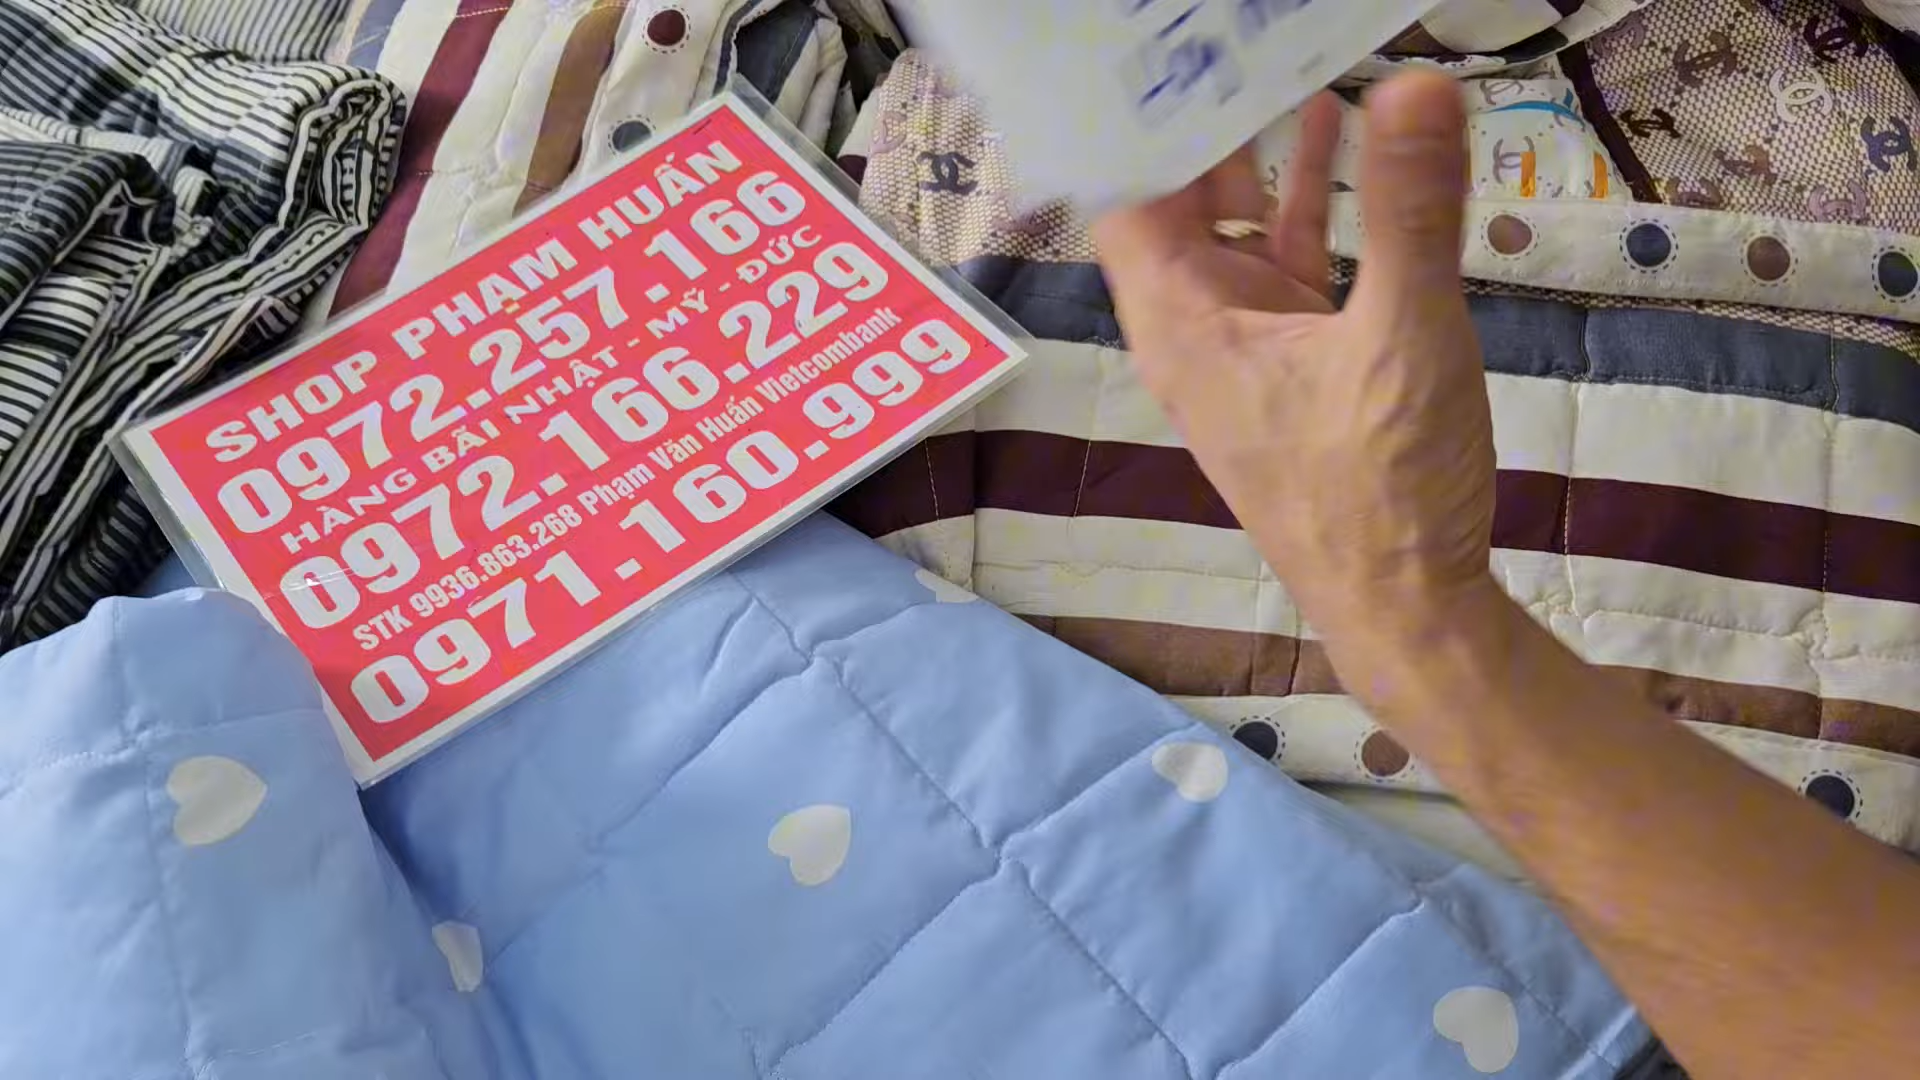 SHOP PHẠM HUẤN
0972.257.166
HÀNG BÃI NHẬT - MỸ - ĐỨC
0972.166.229
STK 9936.863.268 Phạm Văn Huấn Vietcombank
0971.160.999